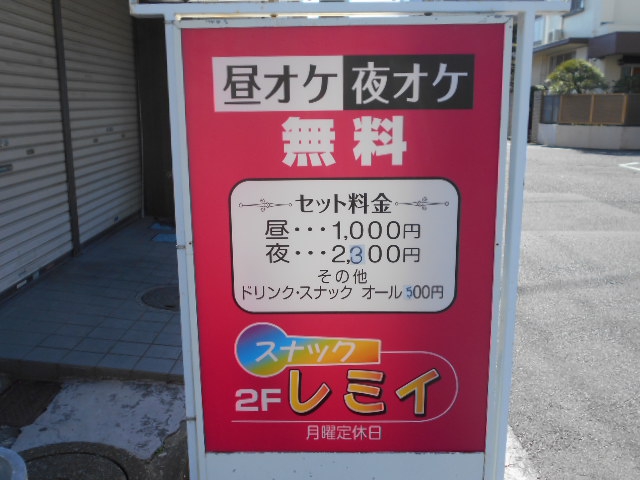 昼オケ 夜オケ
無料
セット料金
昼･･･1,000円
夜･･･2,300円
その他
ドリンク・スナック オール500円
スナック
2F レミイ
月曜定休日